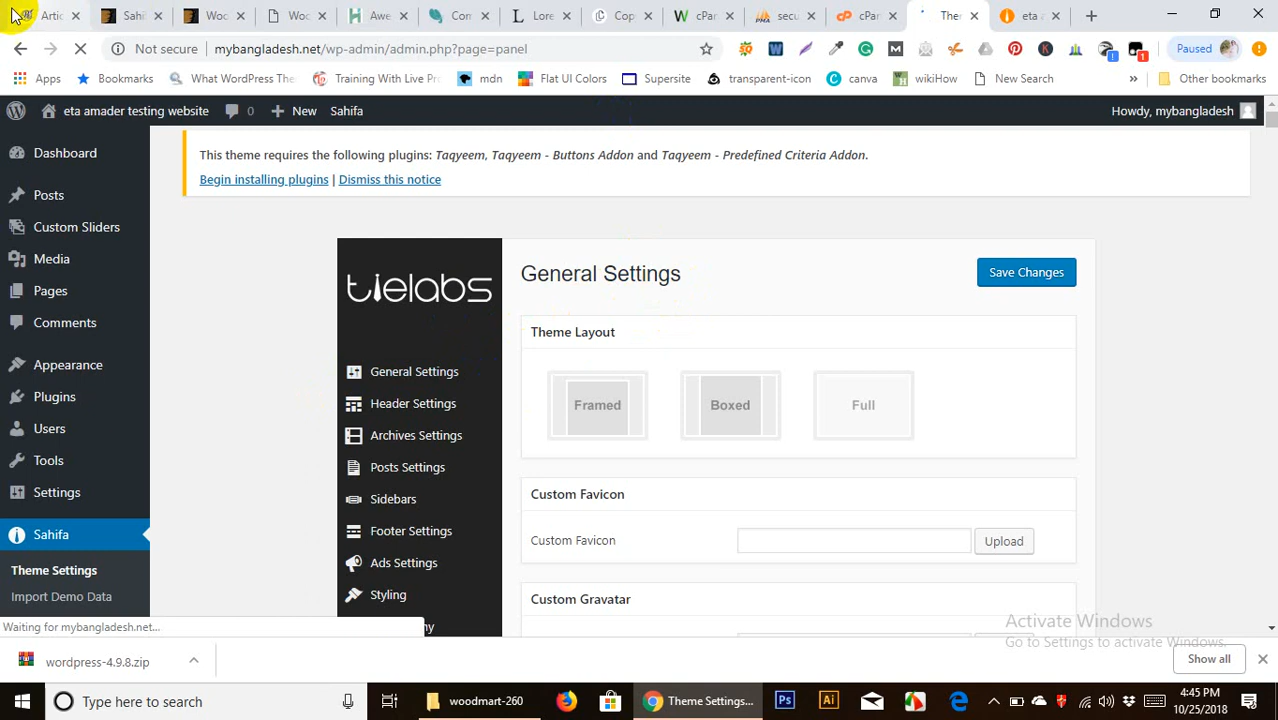 Artic
Sahi
Woo
Woo
Awe
Com
Lore
Cop
cPan
secu
cPa
The
eta a
Not secure
mybangladesh.net/wp-admin/admin.php?page=panel
Paused
Apps
Bookmarks
What WordPress The
Training With Live Pr
mdn
Flat UI Colors
Supersite
transparent-icon
canva
wikiHow
New Search
Other bookmarks
eta amader testing website
0
New
Sahifa
Howdy, mybangladesh
Dashboard
Posts
Custom Sliders
Media
Pages
Comments
Appearance
Plugins
Users
Tools
Settings
Sahifa
Theme Settings
Import Demo Data
This theme requires the following plugins: Taqyeem, Taqyeem - Buttons Addon and Taqyeem - Predefined Criteria Addon.
Begin installing plugins | Dismiss this notice
tielabs
General Settings
Header Settings
Archives Settings
Posts Settings
Sidebars
Footer Settings
Ads Settings
Styling
General Settings
Save Changes
Theme Layout
Framed
Boxed
Full
Custom Favicon
Custom Favicon
Upload
Custom Gravatar
Activate Windows
Go to Settings to activate Windows.
Waiting for mybangladesh.net...
wordpress-4.9.8.zip
Show all
Type here to search
woodmart-260
Theme Settings...
4:45 PM
10/25/2018